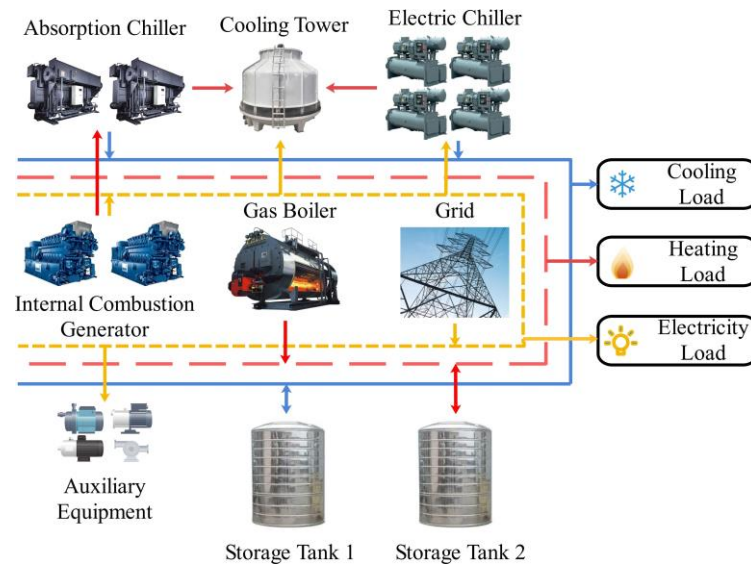 Absorption Chiller
Cooling Tower
Electric Chiller
Cooling
Load
Gas Boiler
Grid
Heating
Load
Internal Combustion
Generator
Electricity
Load
Auxiliary
Equipment
Storage Tank 1
Storage Tank 2